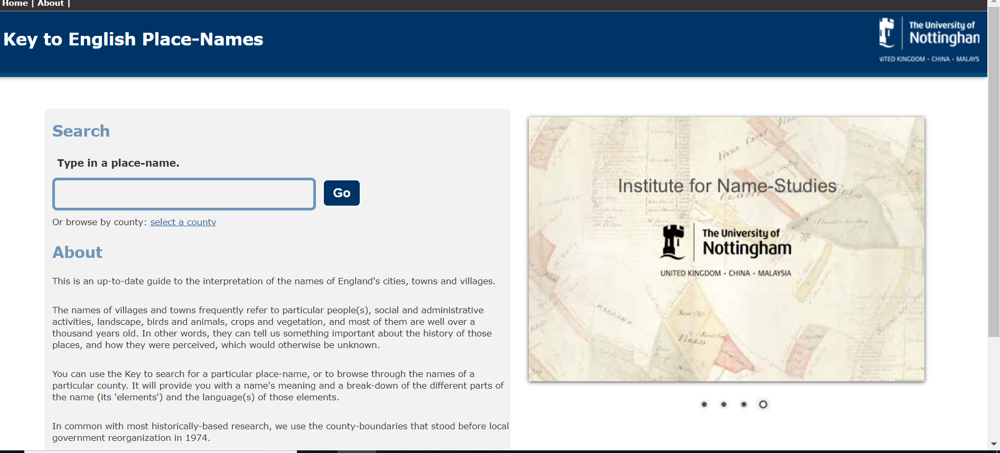 Home | About |
Key to English Place-Names
The University of
Nottinghan
NITED KINGDOM · CHINA · MALAYS
Search
Type in a place-name.
Go
Or browse by county: select a county
About
This is an up-to-date guide to the interpretation of the names of England's cities, towns and villages.
The names of villages and towns frequently refer to particular people(s), social and administrative
activities, landscape, birds and animals, crops and vegetation, and most of them are well over a
thousand years old. In other words, they can tell us something important about the history of those
places, and how they were perceived, which would otherwise be unknown.
You can use the Key to search for a particular place-name, or to browse through the names of a
particular county. It will provide you with a name's meaning and a break-down of the different parts of
the name (its 'elements') and the language(s) of those elements.
In common with most historically-based research, we use the county-boundaries that stood before local
government reorganization in 1974.
Institute for Name-Studies
The University of
Nottingham
UNITED KINGDOM · CHINA · MALAYSIA